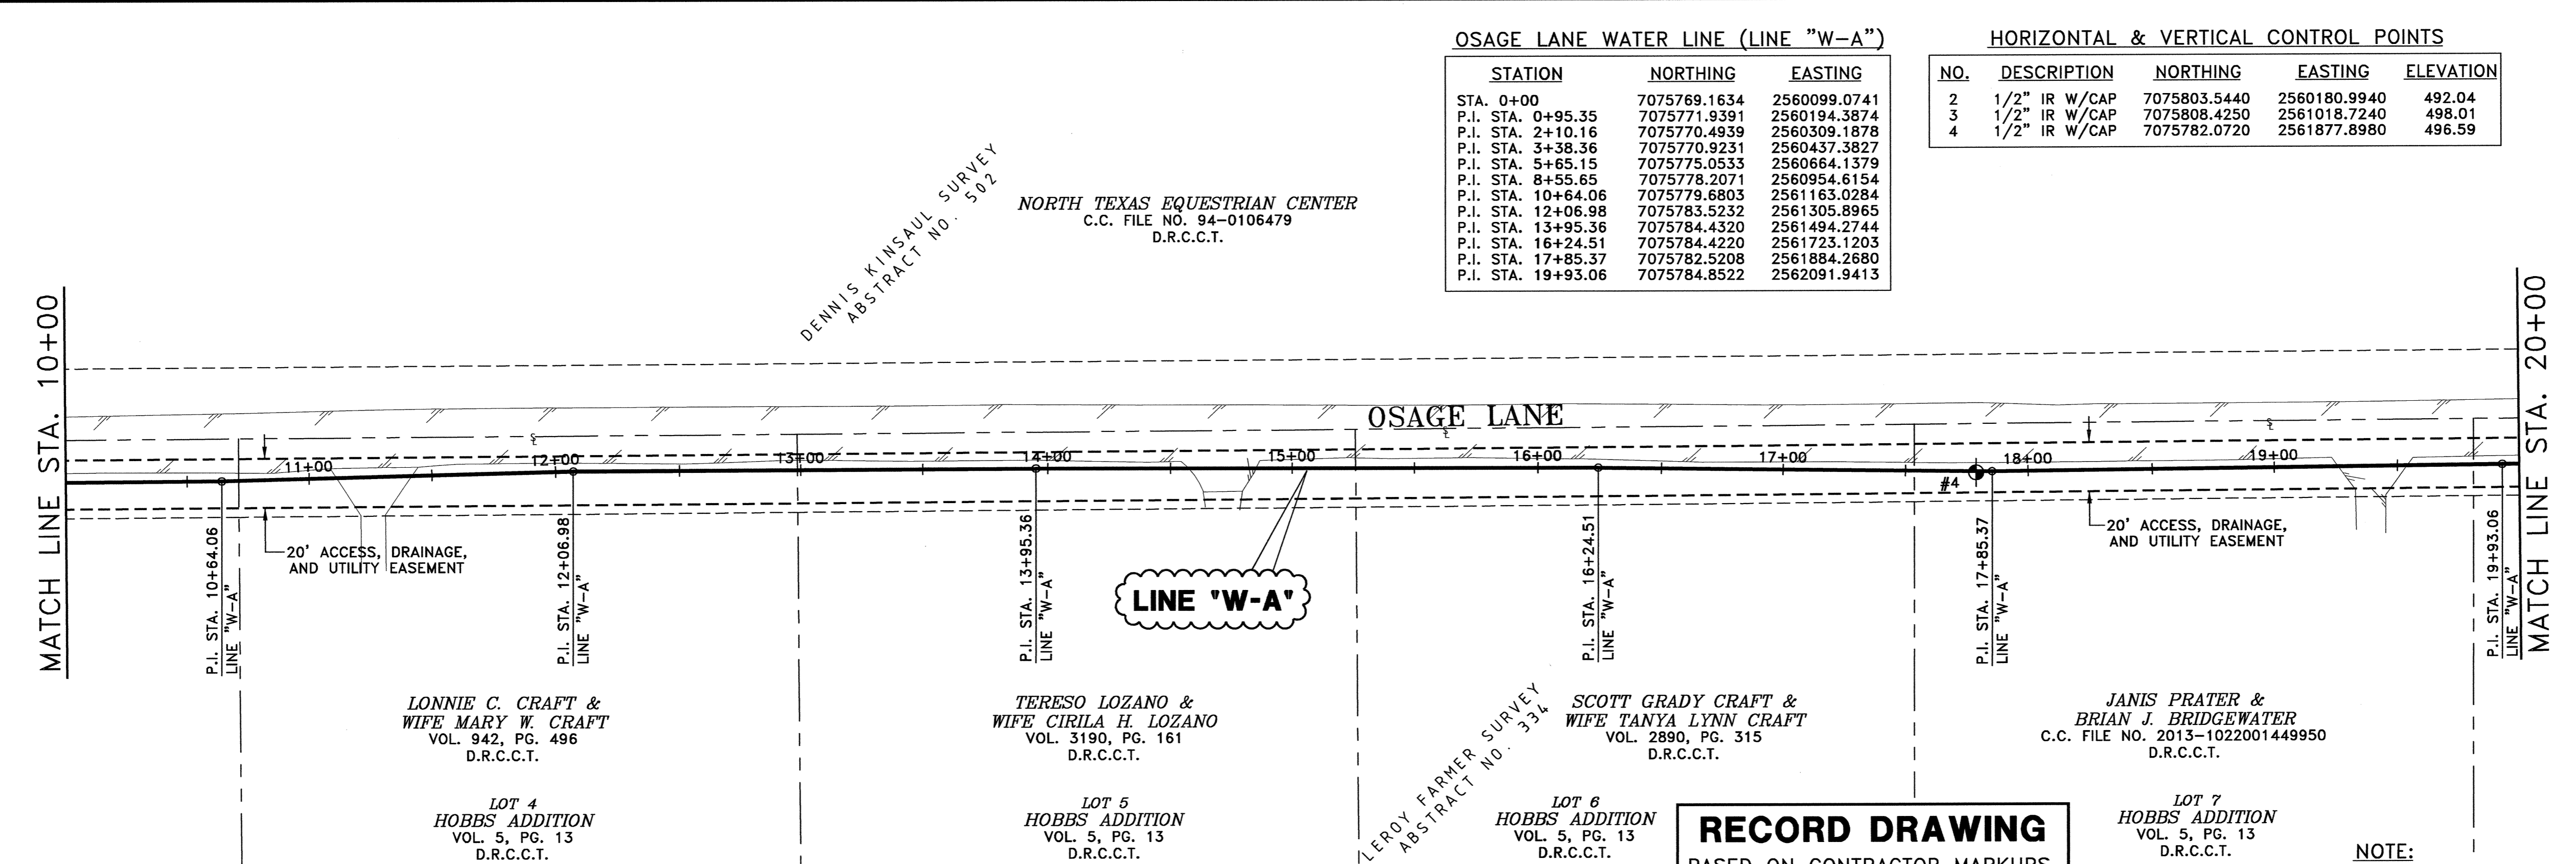 OSAGE LANE WATER LINE (LINE "W-A")
STATION NORTHING EASTING
STA. 0+00 7075769.1634 2560099.0741
P.I. STA. 0+95.35 7075771.9391 2560194.3874
P.I. STA. 2+10.16 7075770.4939 2560309.1878
P.I. STA. 3+38.36 7075770.9231 2560437.3827
P.I. STA. 5+65.15 7075775.0533 2560664.1379
P.I. STA. 8+55.65 7075778.2071 2560954.6154
P.I. STA. 10+64.06 7075779.6803 2561163.0284
P.I. STA. 12+06.98 7075783.5232 2561305.8965
P.I. STA. 13+95.36 7075784.4320 2561494.2744
P.I. STA. 16+24.51 7075784.4220 2561723.1203
P.I. STA. 17+85.37 7075782.5208 2561884.2680
P.I. STA. 19+93.06 7075784.8522 2562091.9413
HORIZONTAL & VERTICAL CONTROL POINTS
NO. DESCRIPTION NORTHING EASTING ELEVATION
2 1/2" IR W/CAP 7075803.5440 2560180.9940 492.04
3 1/2" IR W/CAP 7075808.4250 2561018.7240 498.01
4 1/2" IR W/CAP 7075782.0720 2561877.8980 496.59
DENNIS KINSAUL SURVEY
ABSTRACT NO. 502
NORTH TEXAS EQUESTRIAN CENTER
C.C. FILE NO. 94-0106479
D.R.C.C.T.
MATCH LINE STA. 10+00
MATCH LINE STA. 20+00
OSAGE LANE
11+00
12+00
13+00
14+00
15+00
16+00
17+00
18+00
19+00
#4
20' ACCESS, DRAINAGE,
AND UTILITY EASEMENT
20' ACCESS, DRAINAGE,
AND UTILITY EASEMENT
P.I. STA. 10+64.06
LINE "W-A"
P.I. STA. 12+06.98
LINE "W-A"
P.I. STA. 13+95.36
LINE "W-A"
LINE "W-A"
P.I. STA. 16+24.51
LINE "W-A"
P.I. STA. 17+85.37
LINE "W-A"
P.I. STA. 19+93.06
LINE "W-A"
LONNIE C. CRAFT &
WIFE MARY W. CRAFT
VOL. 942, PG. 496
D.R.C.C.T.
LOT 4
HOBBS ADDITION
VOL. 5, PG. 13
D.R.C.C.T.
TERESO LOZANO &
WIFE CIRILA H. LOZANO
VOL. 3190, PG. 161
D.R.C.C.T.
LOT 5
HOBBS ADDITION
VOL. 5, PG. 13
D.R.C.C.T.
LEROY FARMER SURVEY
ABSTRACT NO. 334
SCOTT GRADY CRAFT &
WIFE TANYA LYNN CRAFT
VOL. 2890, PG. 315
D.R.C.C.T.
LOT 6
HOBBS ADDITION
VOL. 5, PG. 13
D.R.C.C.T.
JANIS PRATER &
BRIAN J. BRIDGEWATER
C.C. FILE NO. 2013-1022001449950
D.R.C.C.T.
LOT 7
HOBBS ADDITION
VOL. 5, PG. 13
D.R.C.C.T.
RECORD DRAWING
BASED ON CONTRACTOR MARKUPS
NOTE: